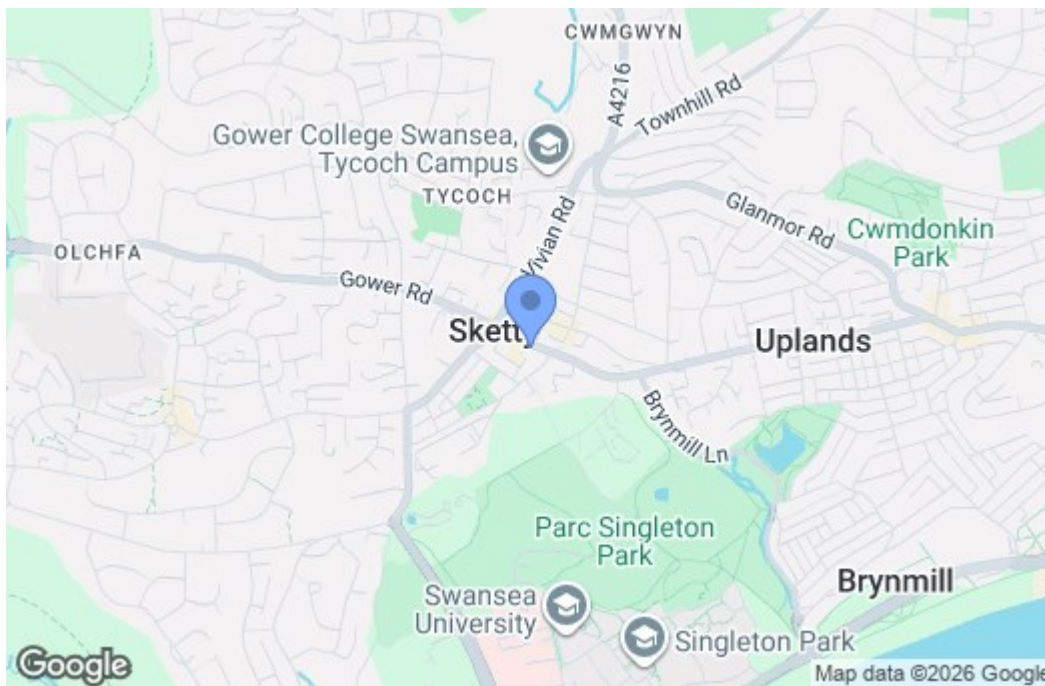 CWMGWYN
A4216
Townhill Rd
Gower College Swansea,
Tycoch Campus
TYCOCH
Vivian Rd
Glanmor Rd
Cwmdonkin
Park
OLCHFA
Gower Rd
Sketty
Uplands
Brynmill Ln
Parc Singleton
Park
Brynmill
Swansea
University
Singleton Park
Google
Map data ©2026 Google